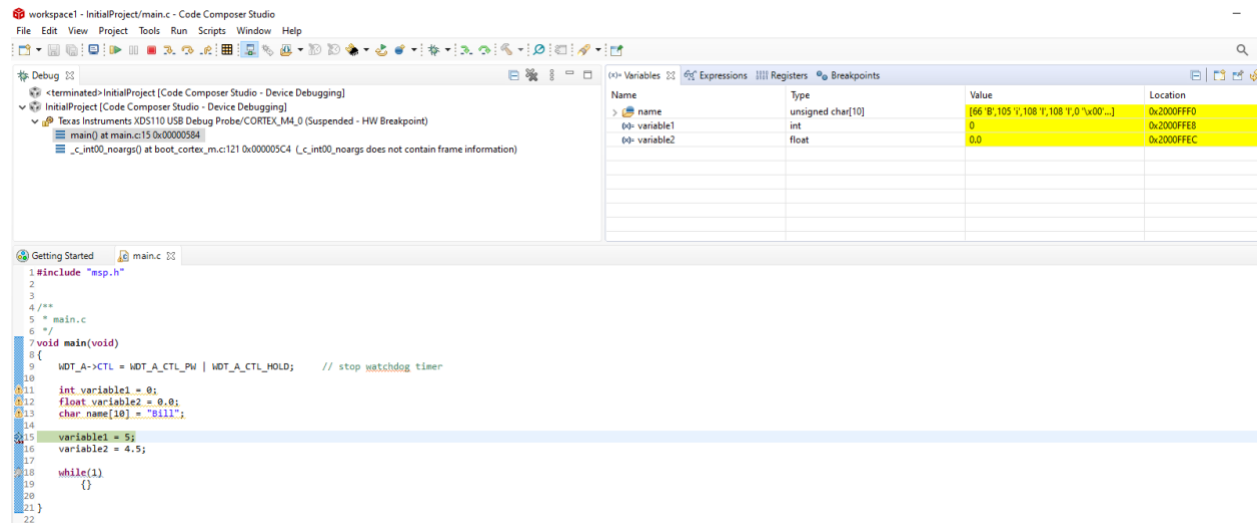 workspace1 - InitialProject/main.c - Code Composer Studio
File Edit View Project Tools Run Scripts Window Help
Debug
<terminated>InitialProject [Code Composer Studio - Device Debugging]
InitialProject [Code Composer Studio - Device Debugging]
Texas Instruments XDS110 USB Debug Probe/CORTEX_M4_0 (Suspended - HW Breakpoint)
main() at main.c:15 0x00000584
_c_int00_noargs() at boot_cortex_m.c:121 0x000005C4 (_c_int00_noargs does not contain frame information)
(x)= Variables Expressions Registers Breakpoints
Name Type Value Location
name unsigned char[10] [66 'B',105 'i',108 'l',108 'l',0 '\x00'...] 0x2000FFF0
(x)= variable1 int 0 0x2000FFE8
(x)= variable2 float 0.0 0x2000FFEC
Getting Started main.c
1 #include "msp.h"
2
3
4 /**
5 * main.c
6 */
7 void main(void)
8 {
9 WDT_A->CTL = WDT_A_CTL_PW | WDT_A_CTL_HOLD; // stop watchdog timer
10
11 int variable1 = 0;
12 float variable2 = 0.0;
13 char name[10] = "Bill";
14
15 variable1 = 5;
16 variable2 = 4.5;
17
18 while(1)
19 {}
20
21 }
22